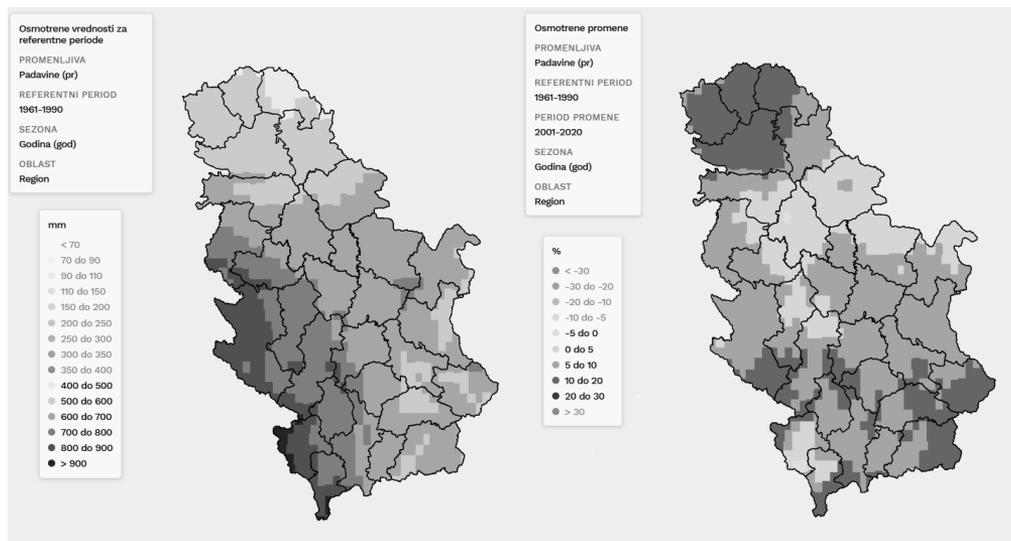 Osmotrene vrednosti za
referentne periode
PROMENLJIVA
Padavine (pr)
REFERENTNI PERIOD
1961-1990
SEZONA
Godina (god)
OBLAST
Region
mm
< 70
70 do 90
90 do 110
110 do 150
150 do 200
200 do 250
250 do 300
300 do 350
350 do 400
400 do 500
500 do 600
600 do 700
700 do 800
800 do 900
> 900
Osmotrene promene
PROMENLJIVA
Padavine (pr)
REFERENTNI PERIOD
1961-1990
PERIOD PROMENE
2001-2020
SEZONA
Godina (god)
OBLAST
Region
%
< -30
-30 do -20
-20 do -10
-10 do -5
-5 do 0
0 do 5
5 do 10
10 do 20
20 do 30
> 30